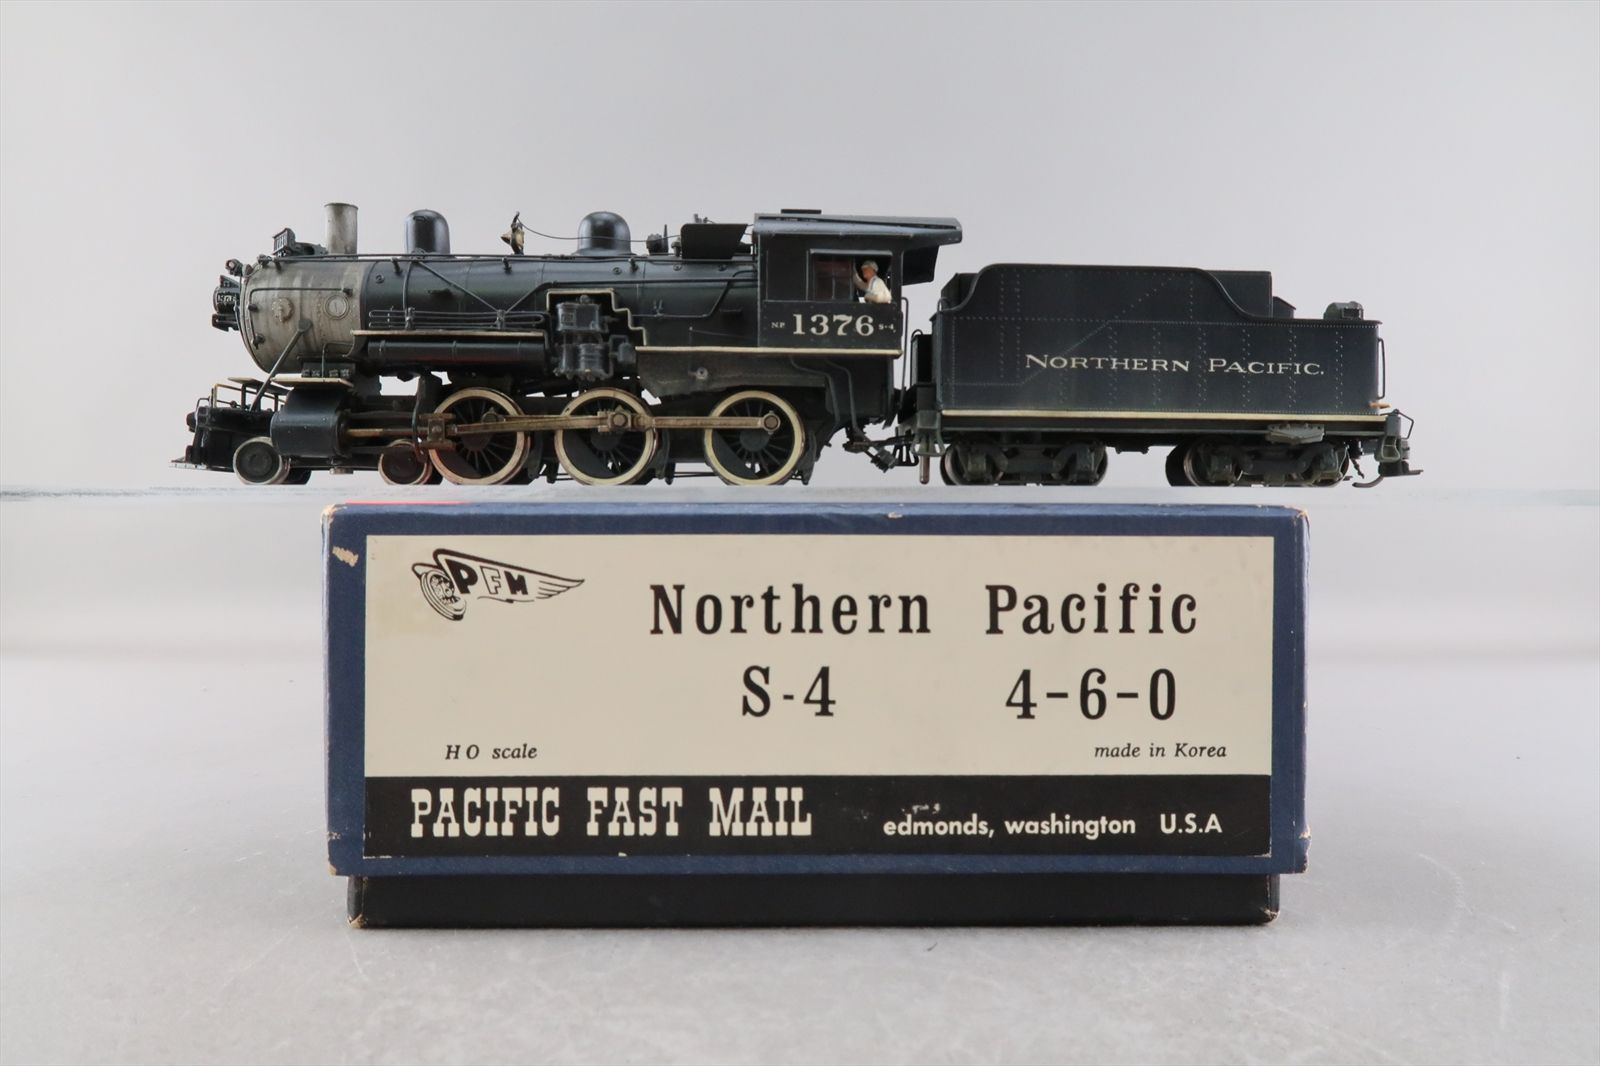 1376
N.P. 1376 S-4
NORTHERN PACIFIC.
PFM
Northern Pacific
S-4 4-6-0
HO scale
made in Korea
PACIFIC FAST MAIL
edmonds, washington U.S.A